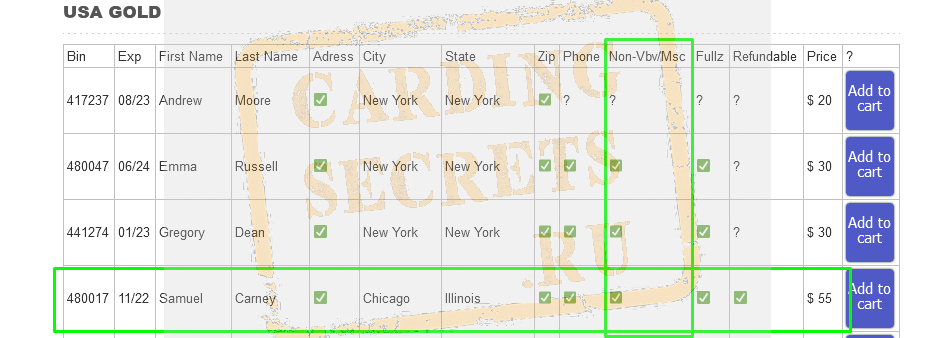 USA GOLD
Bin Exp First Name Last Name Adress City State Zip Phone Non-Vbv/Msc Fullz Refundable Price ?
417237 08/23 Andrew Moore ✅ New York New York ✅ ? ? ? ? $ 20 Add to cart
480047 06/24 Emma Russell ✅ New York New York ✅ ✅ ✅ ✅ ? $ 30 Add to cart
441274 01/23 Gregory Dean ✅ New York New York ✅ ✅ ✅ ✅ ? $ 30 Add to cart
480017 11/22 Samuel Carney ✅ Chicago Illinois ✅ ✅ ✅ ✅ ✅ $ 55 Add to cart
CARDING
SECRETS
.RU